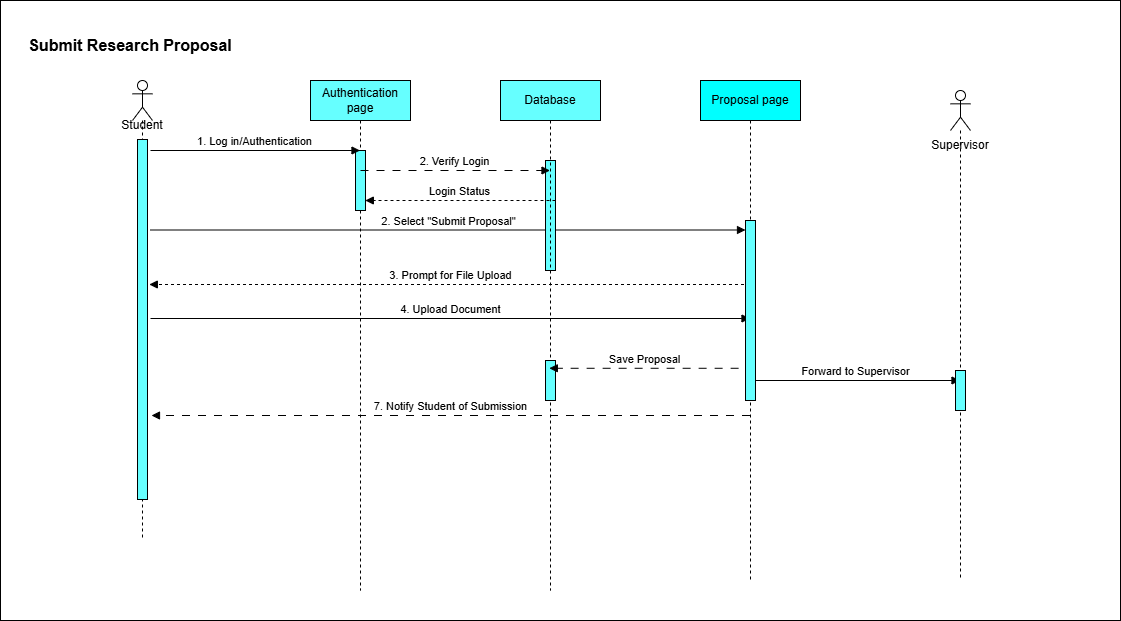 Submit Research Proposal
Authentication
page
Database
Proposal page
Student
Supervisor
1. Log in/Authentication
2. Verify Login
Login Status
2. Select "Submit Proposal"
3. Prompt for File Upload
4. Upload Document
Save Proposal
Forward to Supervisor
7. Notify Student of Submission